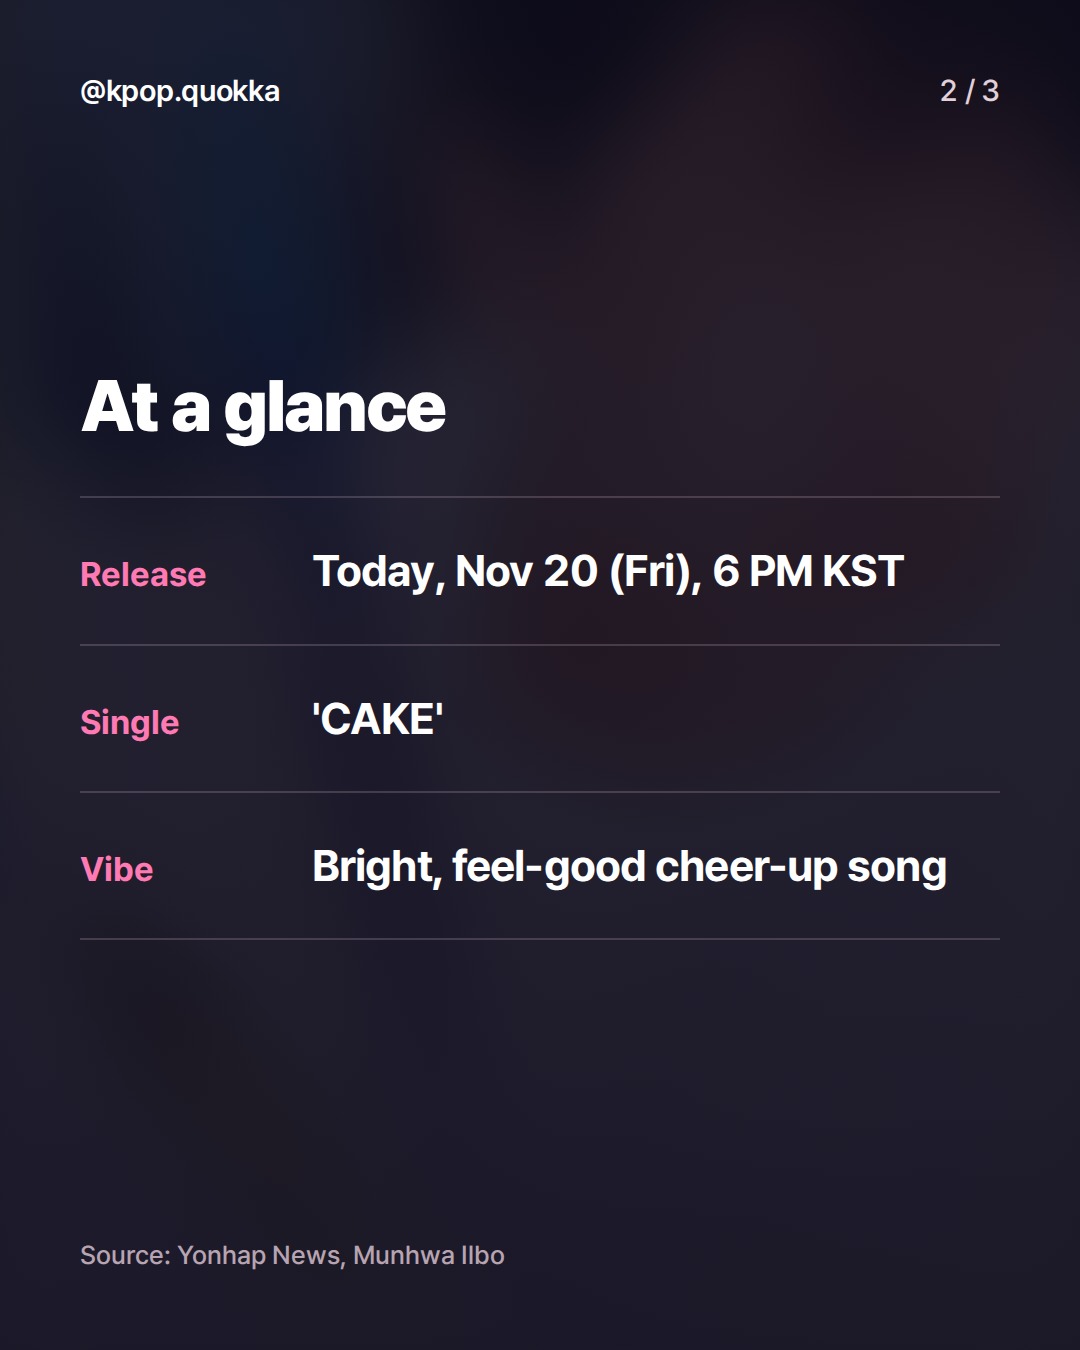 @kpop.quokka
2 / 3
At a glance
Release Today, Nov 20 (Fri), 6 PM KST
Single 'CAKE'
Vibe Bright, feel-good cheer-up song
Source: Yonhap News, Munhwa Ilbo